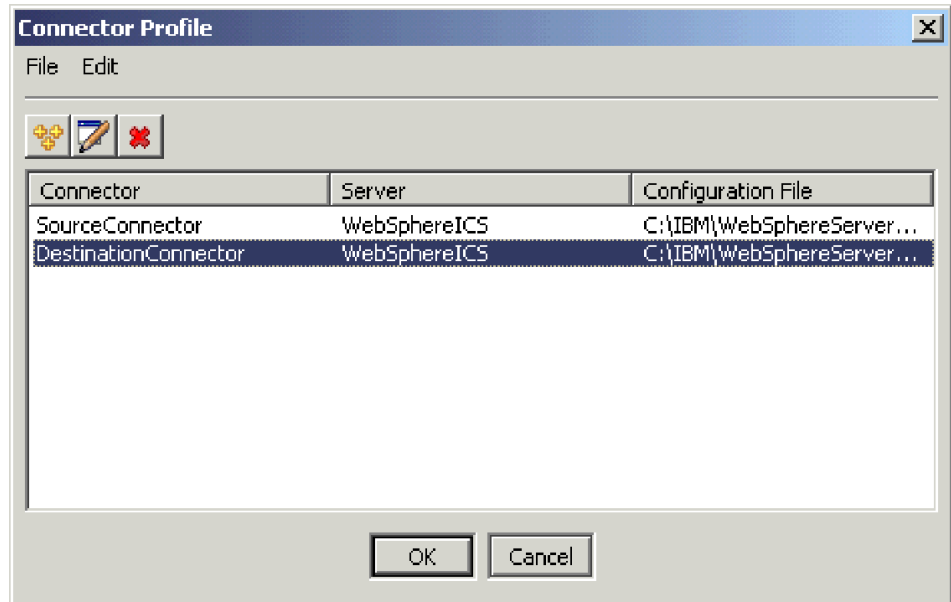 Connector Profile
File Edit
Connector Server Configuration File
SourceConnector WebSphereICS C:\IBM\WebSphereServer...
DestinationConnector WebSphereICS C:\IBM\WebSphereServer...
OK Cancel